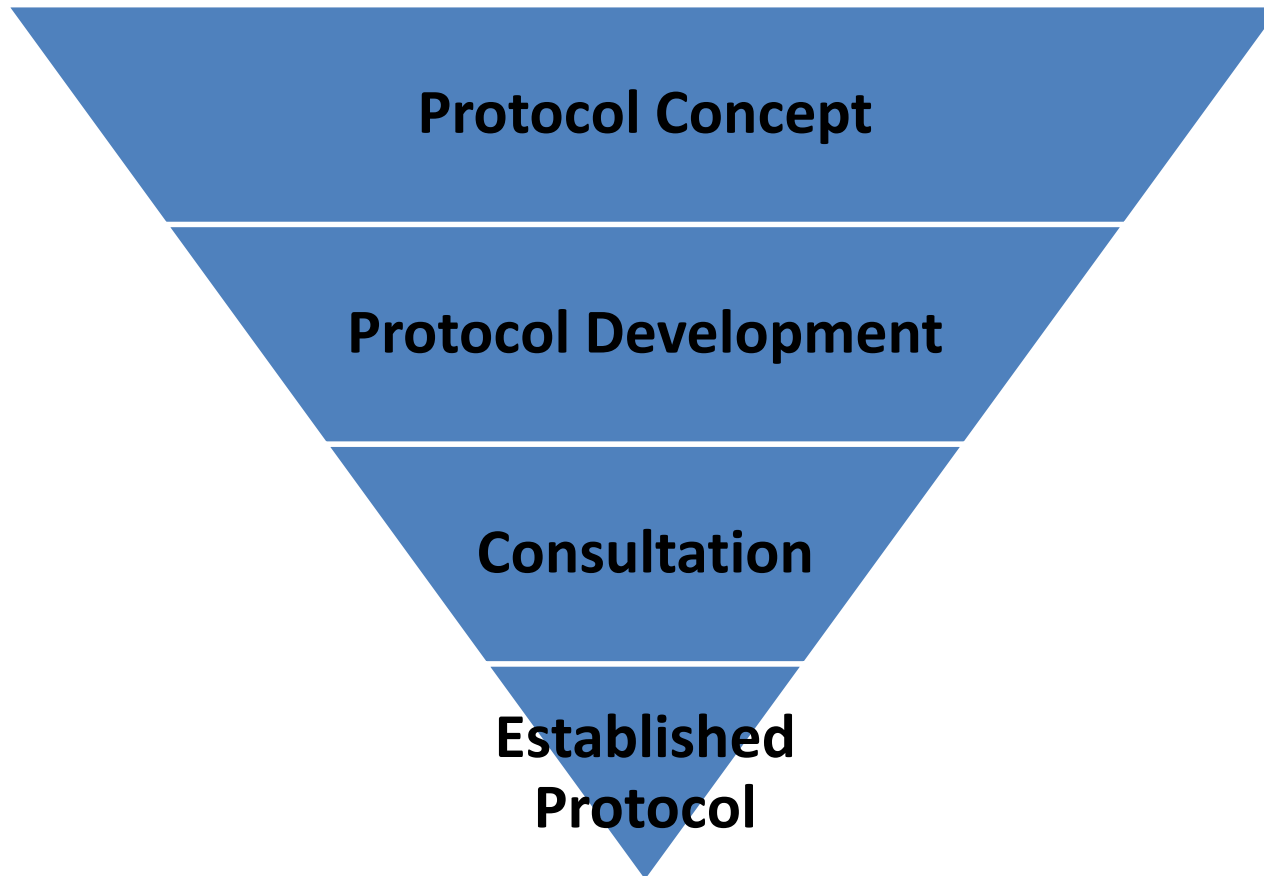 Protocol Concept
Protocol Development
Consultation
Established
Protocol